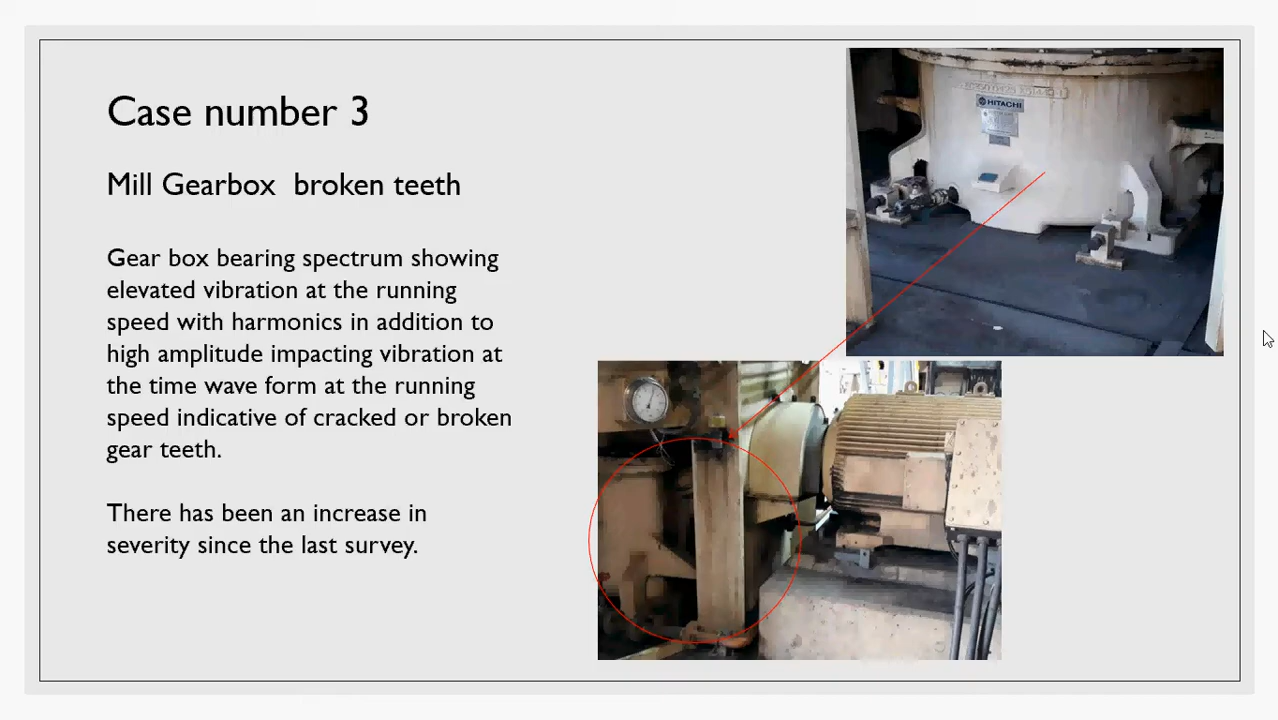 Case number 3
Mill Gearbox  broken teeth
Gear box bearing spectrum showing
elevated vibration at the running
speed with harmonics in addition to
high amplitude impacting vibration at
the time wave form at the running
speed indicative of cracked or broken
gear teeth.
There has been an increase in
severity since the last survey.
HITACHI